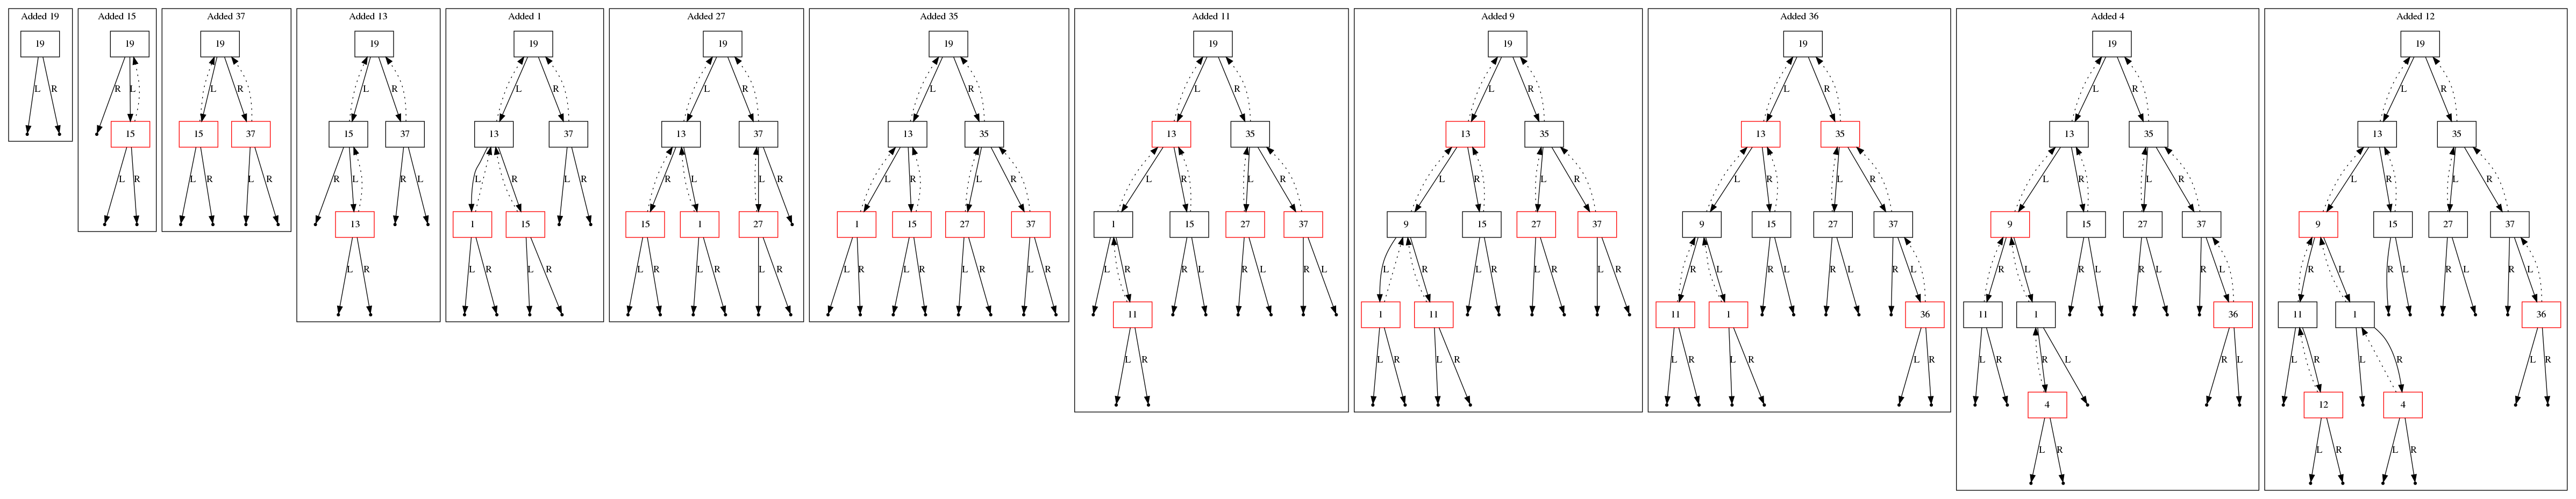 Added 19
19
L R
Added 15
19
R L
15
L R
Added 37
19
L R
15 37
L R L R
Added 13
19
L R
15 37
R L R L
13
L R
Added 1
19
L R
13 37
L R L R
1 15
L R L R
Added 27
19
L R
13 37
R L L R
15 1 27
L R L R L R
Added 35
19
L R
13 35
L R L R
1 15 27 37
L R L R L R L R
Added 11
19
L R
13 35
L R L R
1 15 27 37
L R R L R L R L
11
L R
Added 9
19
L R
13 35
L R L R
9 15 27 37
L R L R L R L R
1 11
L R L R
Added 36
19
L R
13 35
L R L R
9 15 27 37
R L R L R L R L
11 1 36
L R L R L R
Added 4
19
L R
13 35
L R L R
9 15 27 37
R L R L R L R L
11 1 36
L R R L R L
4
L R
Added 12
19
L R
13 35
L R L R
9 15 27 37
R L R L R L R L
11 1 36
L R L R L R
12 4
L R L R